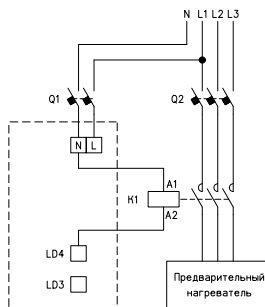 N L1 L2 L3
Q1
Q2
N L
A1
K1
A2
LD4
LD3
Предварительный
нагреватель